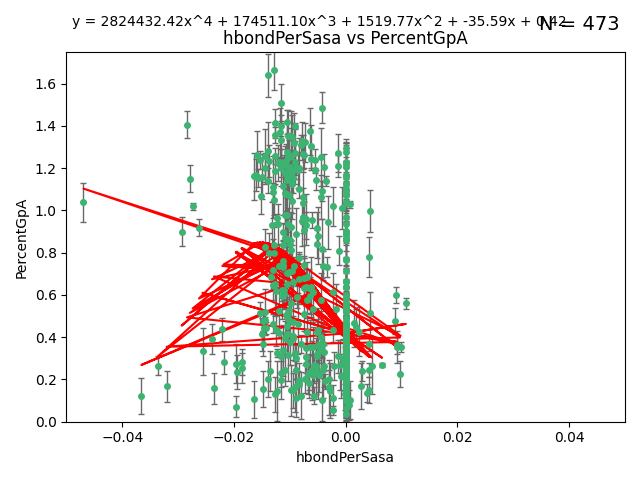 y = 2824432.42x^4 + 174511.10x^3 + 1519.77x^2 + -35.59x + 0.42
N = 473
hbondPerSasa vs PercentGpA
PercentGpA
1.6
1.4
1.2
1.0
0.8
0.6
0.4
0.2
0.0
−0.04 −0.02 0.00 0.02 0.04
hbondPerSasa